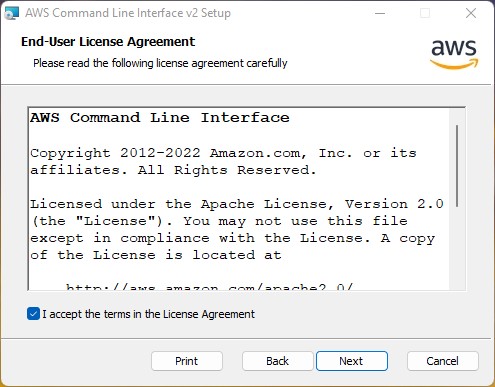 AWS Command Line Interface v2 Setup
End-User License Agreement
Please read the following license agreement carefully
aws
AWS Command Line Interface
Copyright 2012-2022 Amazon.com, Inc. or its
affiliates. All Rights Reserved.
Licensed under the Apache License, Version 2.0
(the "License"). You may not use this file
except in compliance with the License. A copy
of the License is located at
http://aws.amazon.com/apache2.0/
I accept the terms in the License Agreement
Print
Back
Next
Cancel